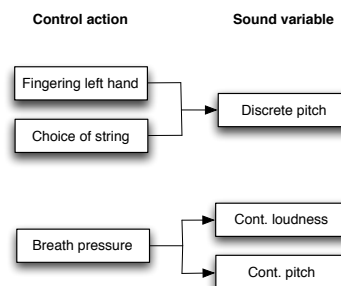 Control action
Sound variable
Fingering left hand
Choice of string
Discrete pitch
Breath pressure
Cont. loudness
Cont. pitch